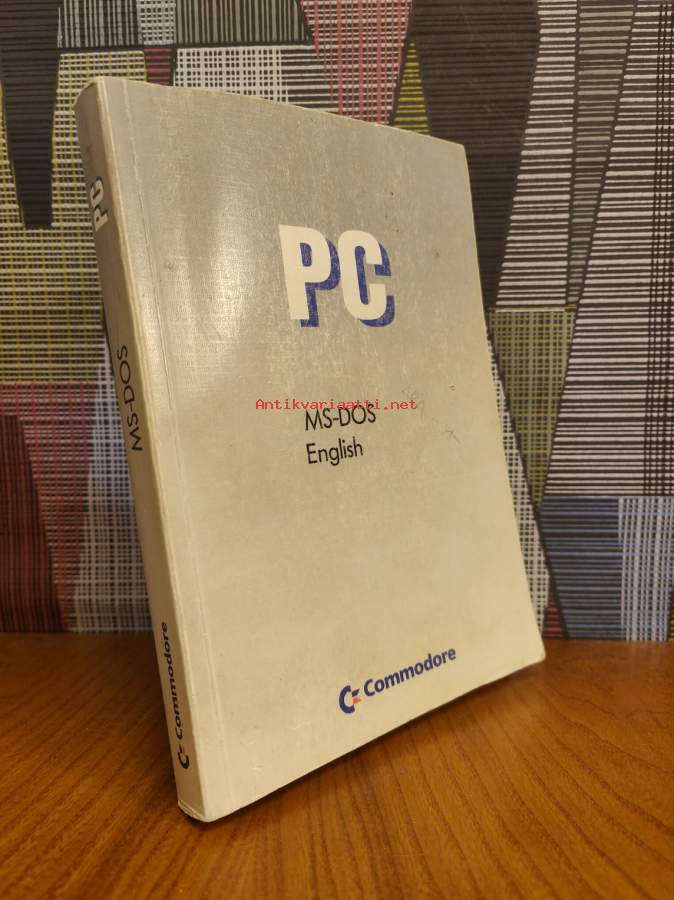 PC
MS-DOS
Commodore
PC
Antikvariaatti.net
MS-DOS
English
Commodore